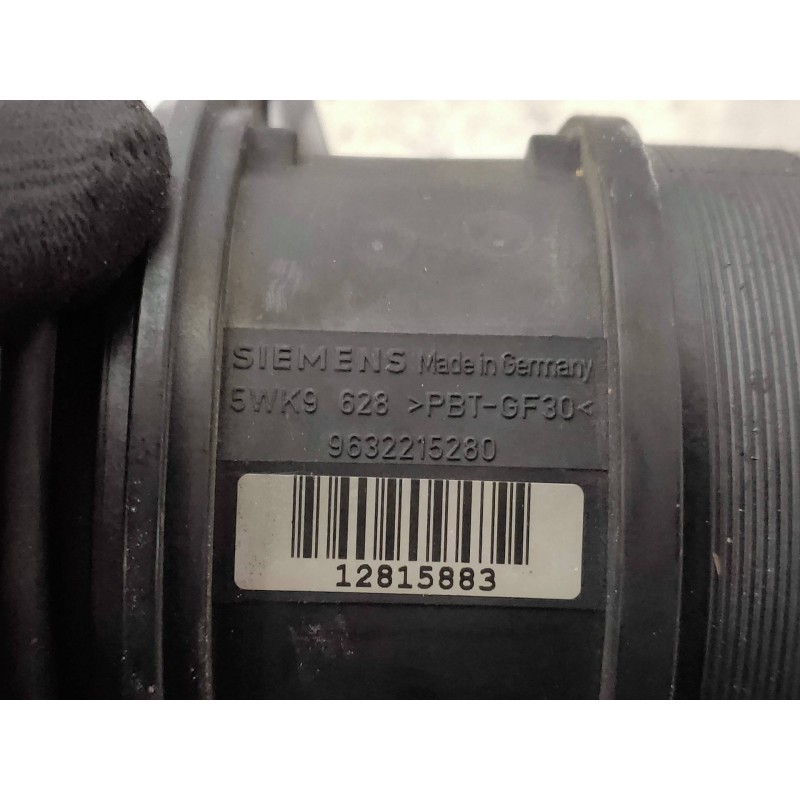 SIEMENS Made in Germany
5WK9 628 >PBT-GF30<
9632215280
12815883